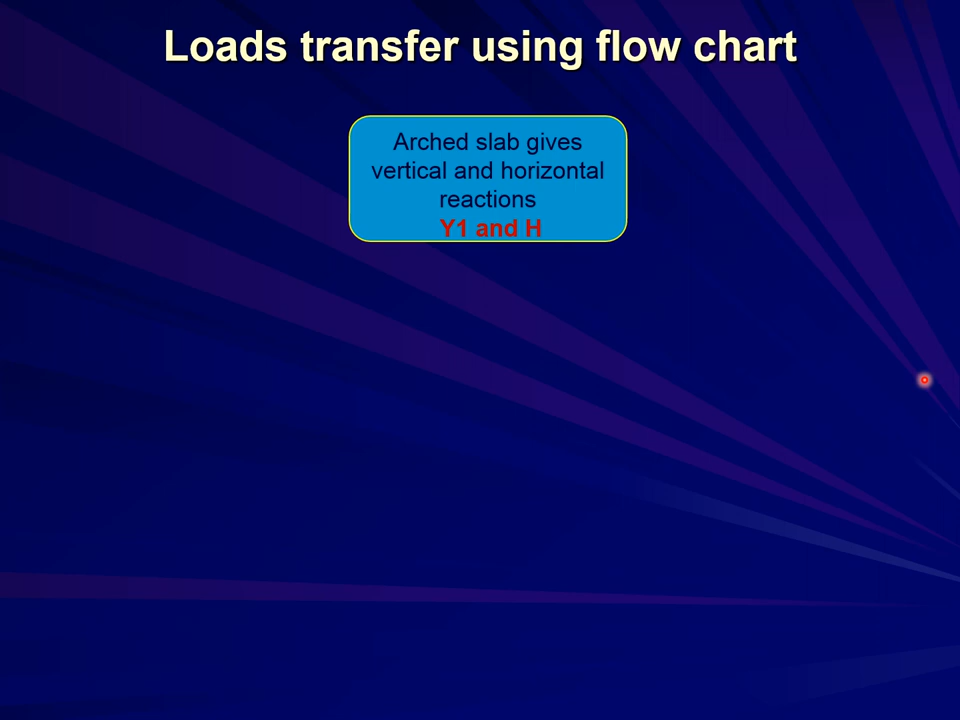 Loads transfer using flow chart
Arched slab gives
vertical and horizontal
reactions
Y1 and H